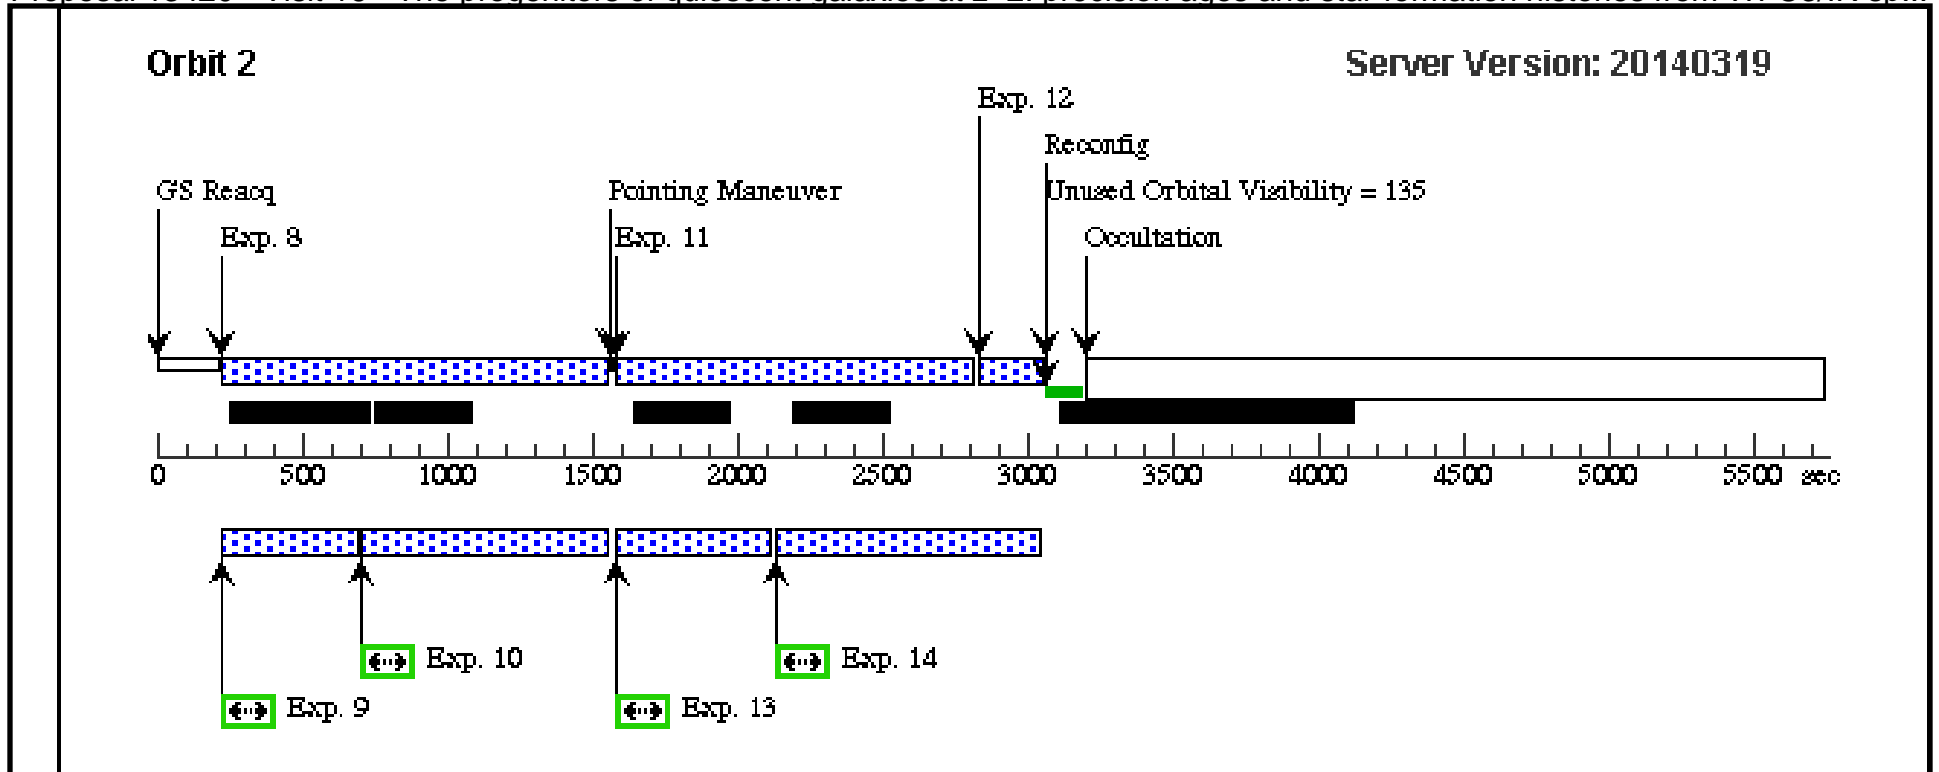 Orbit 2
Server Version: 20140319
Exp. 12
Reconfig
GS Reacq
Pointing Maneuver
Unused Orbital Visibility = 135
Exp. 8
Exp. 11
Occultation
0 500 1000 1500 2000 2500 3000 3500 4000 4500 5000 5500 sec
Exp. 10
Exp. 14
Exp. 9
Exp. 13